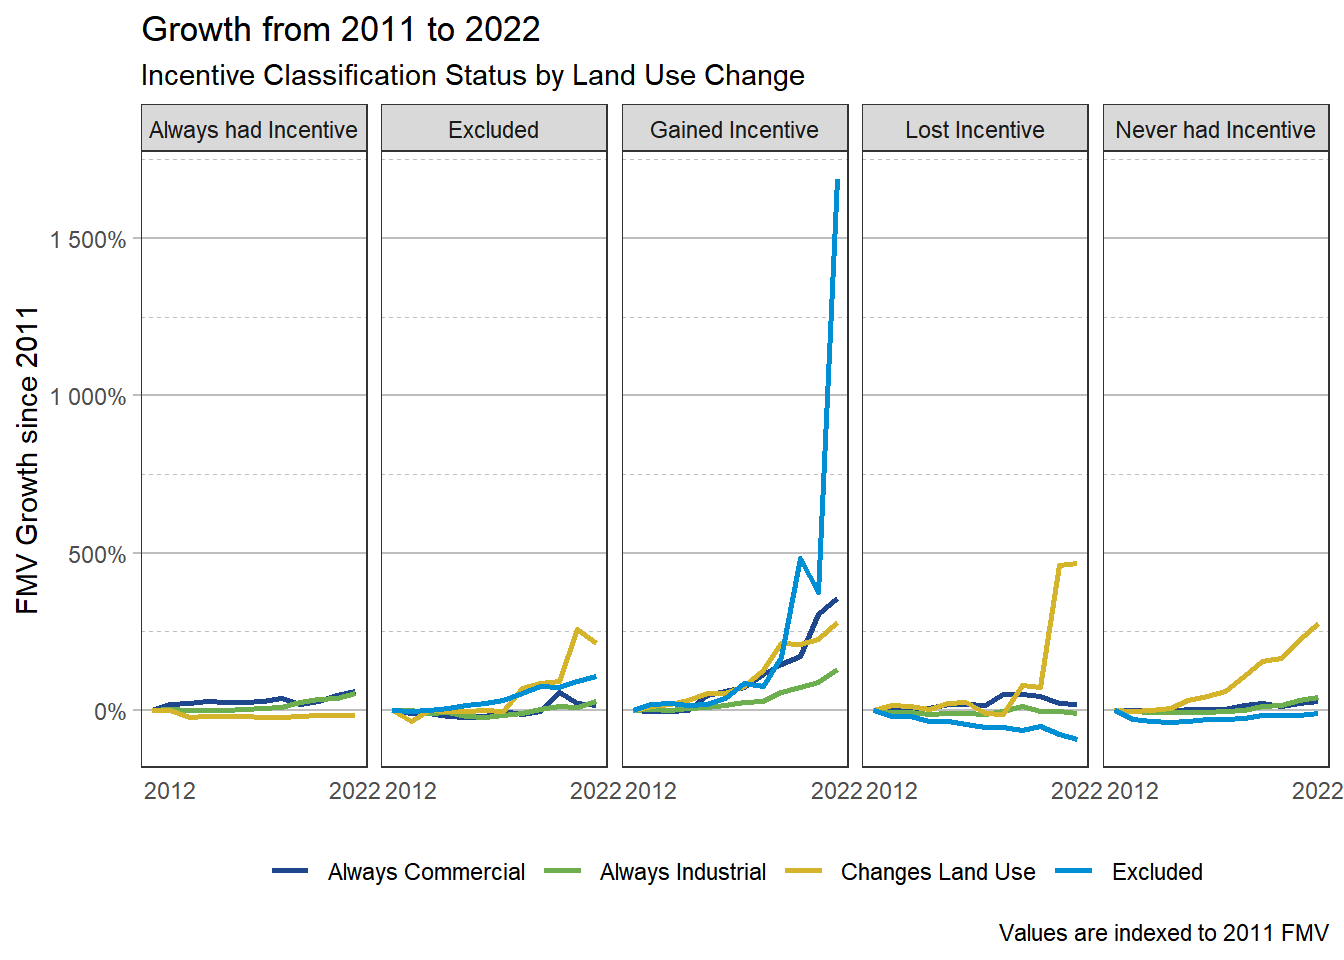 Growth from 2011 to 2022
Incentive Classification Status by Land Use Change
Always had Incentive Excluded Gained Incentive Lost Incentive Never had Incentive
FMV Growth since 2011
1 500%
1 000%
500%
0%
2012 2022 2012 2022 2012 2022 2012 2022 2012 2022
Always Commercial Always Industrial Changes Land Use Excluded
Values are indexed to 2011 FMV